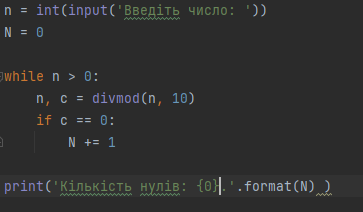 n = int(input('Введіть число: '))
N = 0
while n > 0:
    n, c = divmod(n, 10)
    if c == 0:
        N += 1
print('Кількість нулів: {0}.'.format(N) )